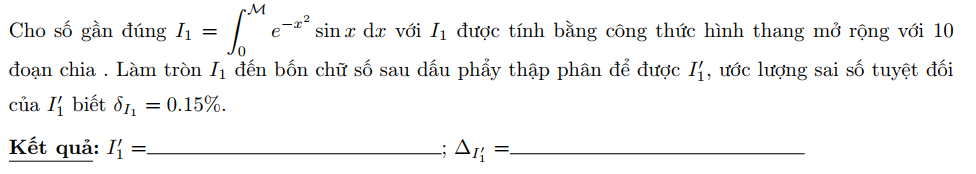 Cho số gần đúng $I_1 = \int_0^{\mathcal{M}} e^{-x^2} \sin x \, \mathrm{d}x$ với $I_1$ được tính bằng công thức hình thang mở rộng với 10
đoạn chia . Làm tròn $I_1$ đến bốn chữ số sau dấu phẩy thập phân để được $I_1'$, ước lượng sai số tuyệt đối
của $I_1'$ biết $\delta_{I_1} = 0.15\%$.
Kết quả: $I_1' =$ ; $\Delta_{I_1'} =$